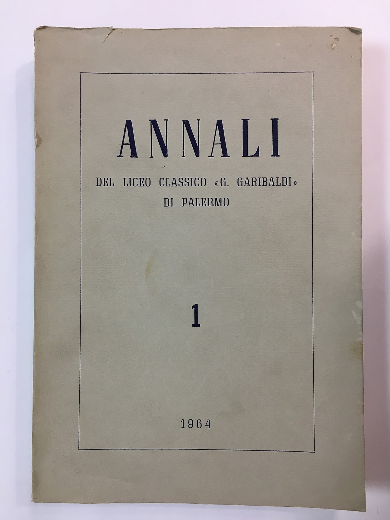 ANNALI
DEL LICEO CLASSICO «G. GARIBALDI»
DI PALERMO
1
1964